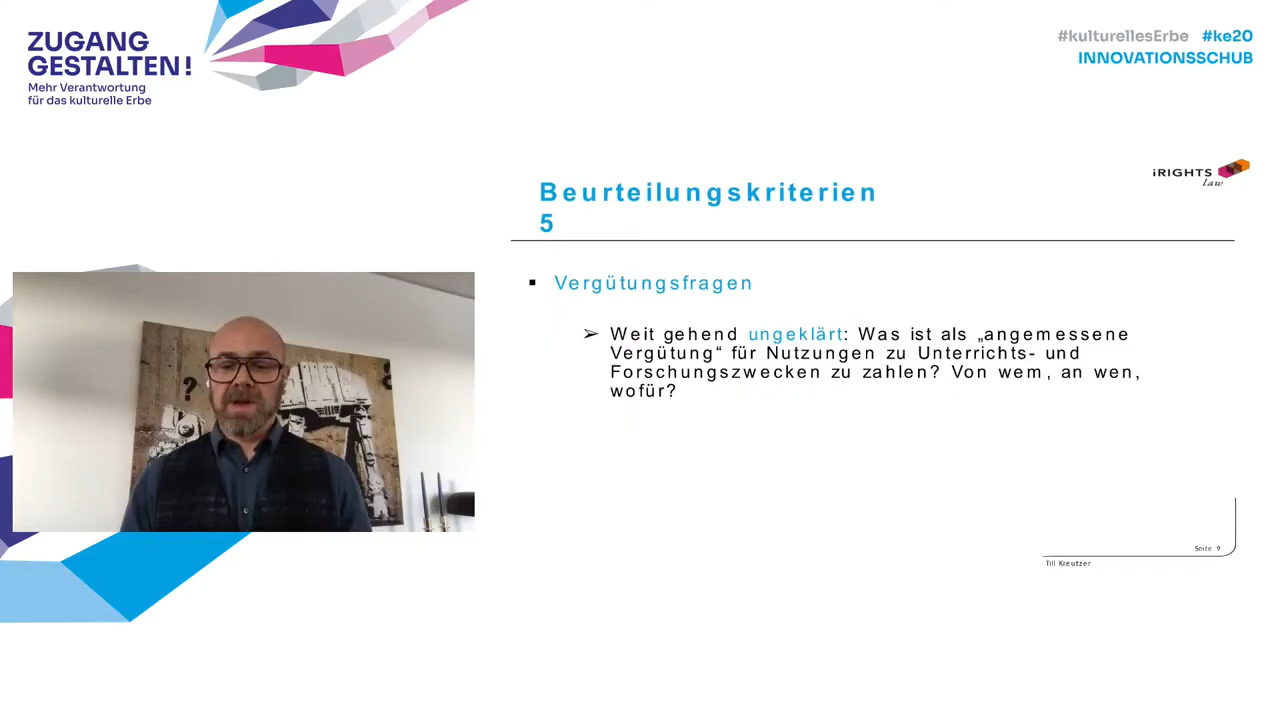 ZUGANG
GESTALTEN!
Mehr Verantwortung
für das kulturelle Erbe
#kulturellesErbe #ke20
INNOVATIONSSCHUB
iRIGHTS
law
Beurteilungskriterien
5
Vergütungsfragen
Weit gehend ungeklärt: Was ist als „angemessene
Vergütung“ für Nutzungen zu Unterrichts- und
Forschungszwecken zu zahlen? Von wem, an wen,
wofür?
?
Seite 9
Till Kreutzer